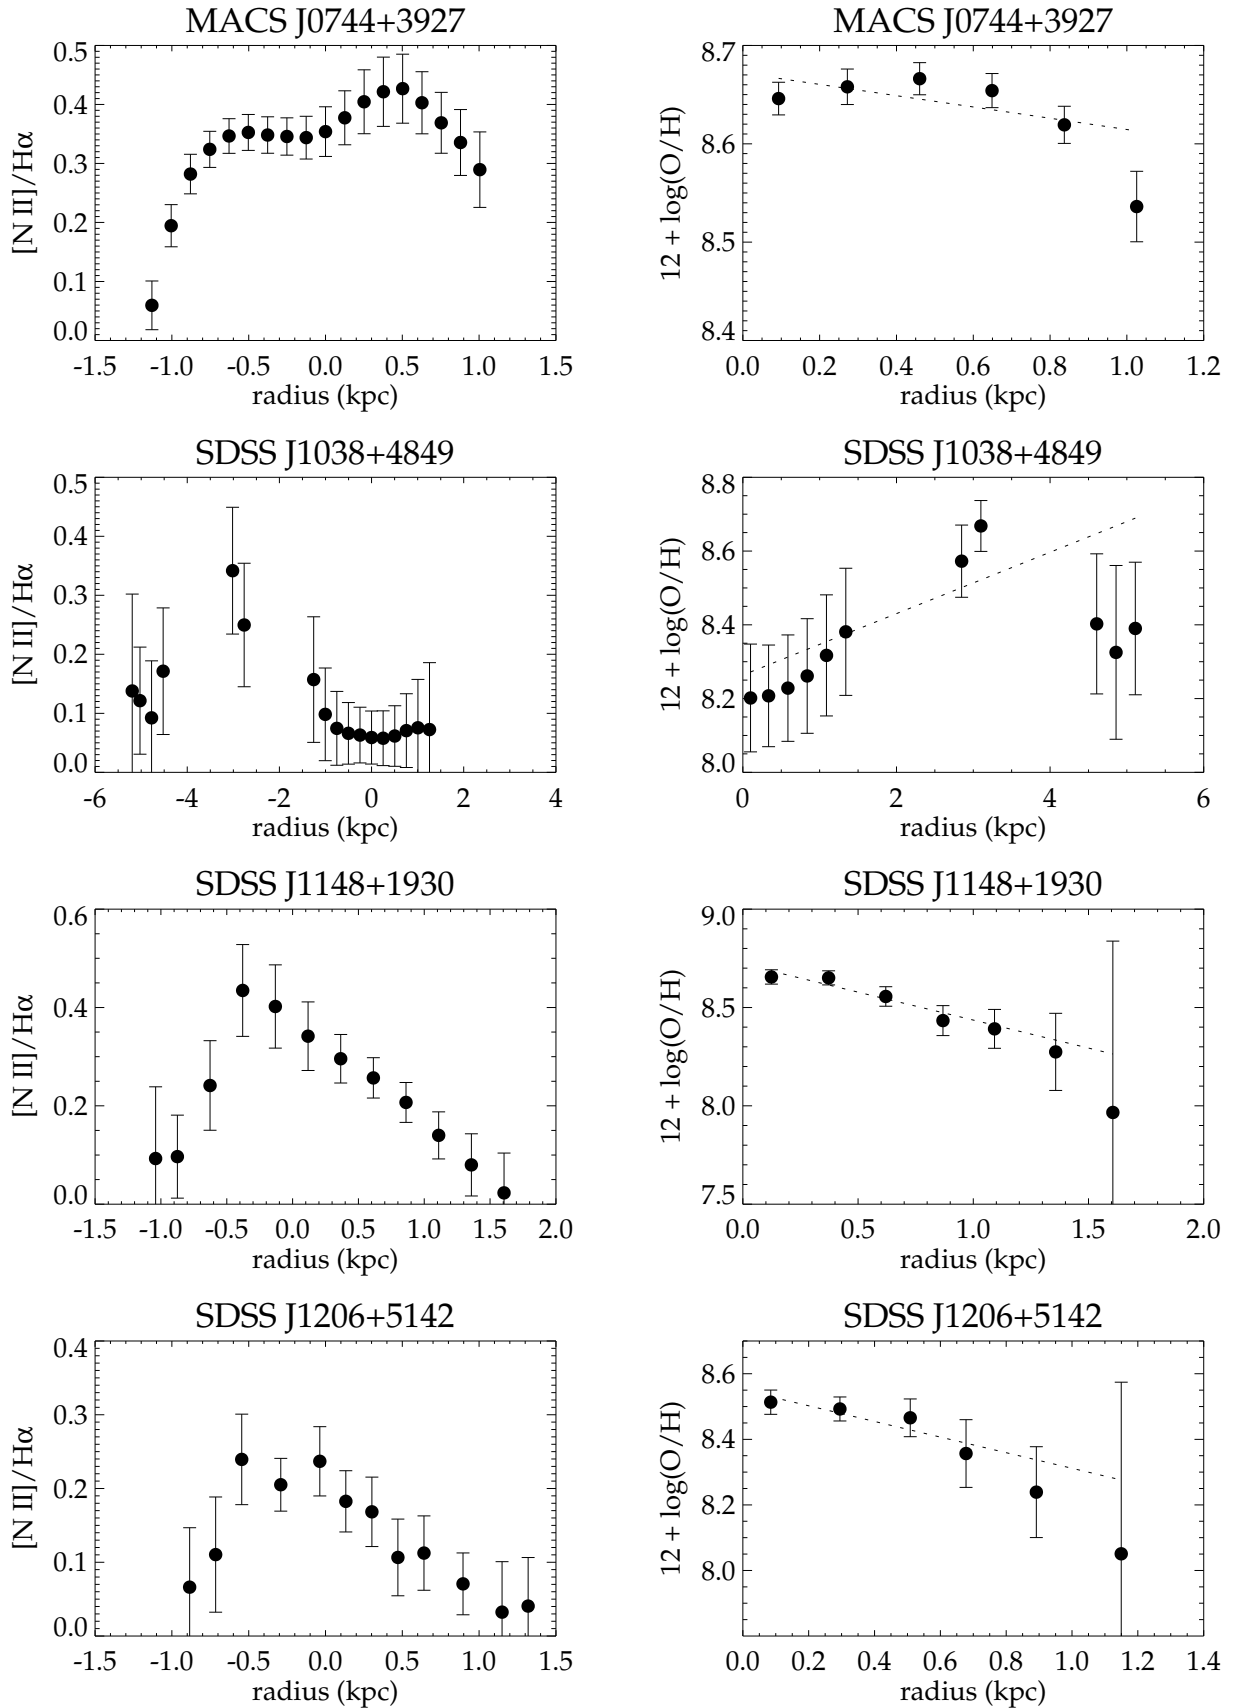 MACS J0744+3927
[N II]/Hα
0.5
0.4
0.3
0.2
0.1
0.0
-1.5 -1.0 -0.5 0.0 0.5 1.0 1.5
radius (kpc)
MACS J0744+3927
12 + log(O/H)
8.7
8.6
8.5
8.4
0.0 0.2 0.4 0.6 0.8 1.0 1.2
radius (kpc)
SDSS J1038+4849
[N II]/Hα
0.5
0.4
0.3
0.2
0.1
0.0
-6 -4 -2 0 2 4
radius (kpc)
SDSS J1038+4849
12 + log(O/H)
8.8
8.6
8.4
8.2
8.0
0 2 4 6
radius (kpc)
SDSS J1148+1930
[N II]/Hα
0.6
0.4
0.2
0.0
-1.5 -1.0 -0.5 0.0 0.5 1.0 1.5 2.0
radius (kpc)
SDSS J1148+1930
12 + log(O/H)
9.0
8.5
8.0
7.5
0.0 0.5 1.0 1.5 2.0
radius (kpc)
SDSS J1206+5142
[N II]/Hα
0.4
0.3
0.2
0.1
0.0
-1.5 -1.0 -0.5 0.0 0.5 1.0 1.5
radius (kpc)
SDSS J1206+5142
12 + log(O/H)
8.6
8.4
8.2
8.0
0.0 0.2 0.4 0.6 0.8 1.0 1.2 1.4
radius (kpc)